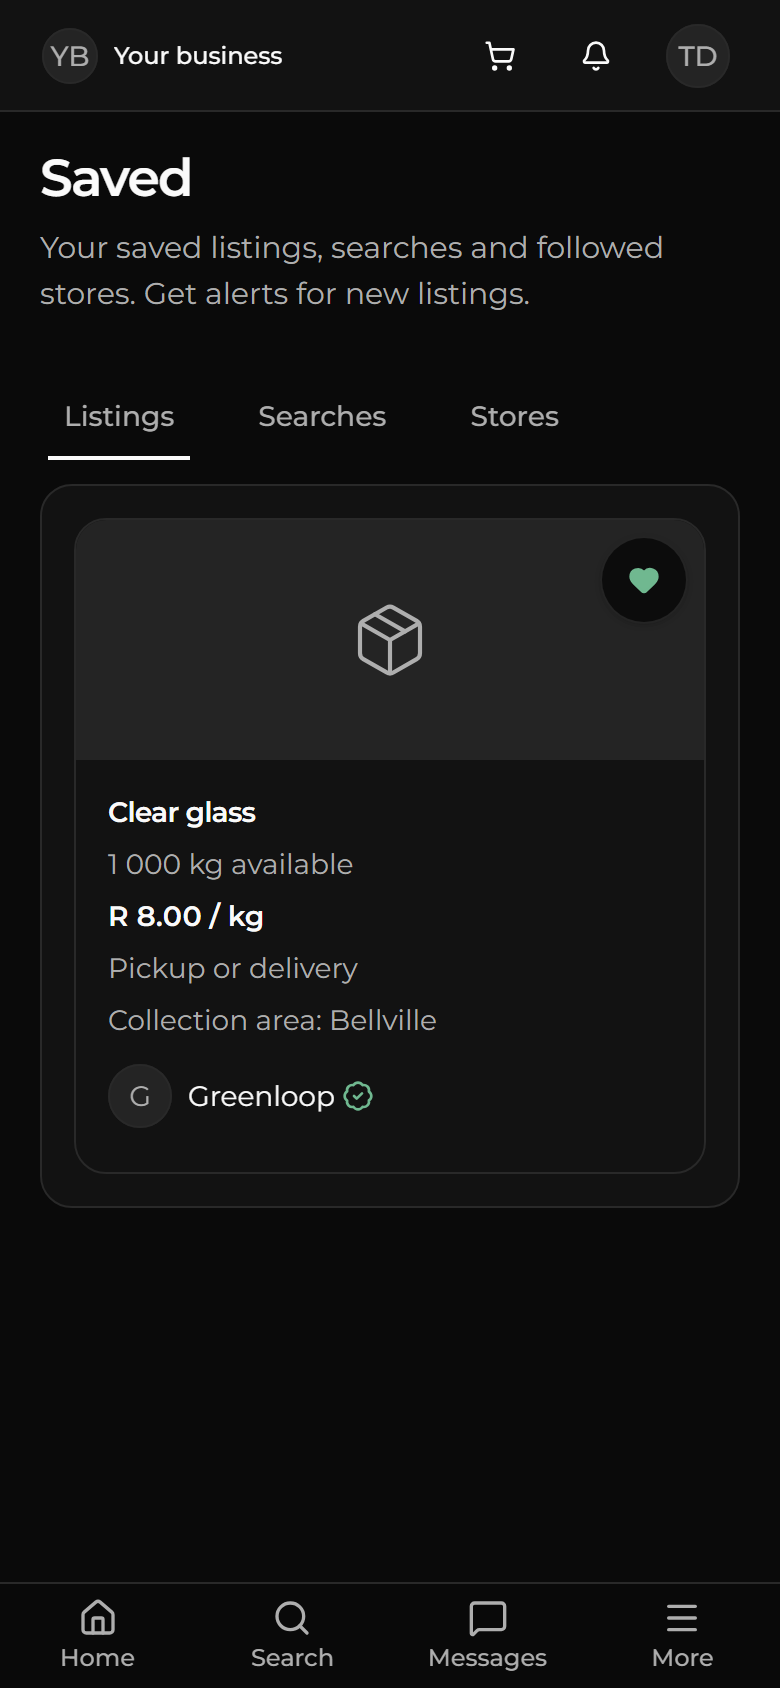 YB Your business TD
Saved
Your saved listings, searches and followed
stores. Get alerts for new listings.
Listings Searches Stores
Clear glass
1 000 kg available
R 8.00 / kg
Pickup or delivery
Collection area: Bellville
G Greenloop
Home Search Messages More